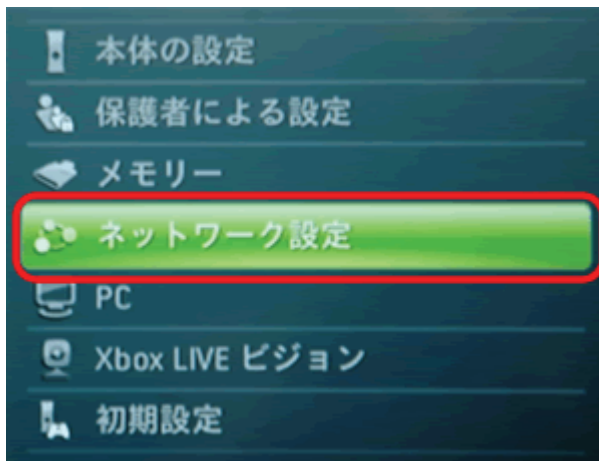 本体の設定
保護者による設定
メモリー
ネットワーク設定
PC
Xbox LIVE ビジョン
初期設定